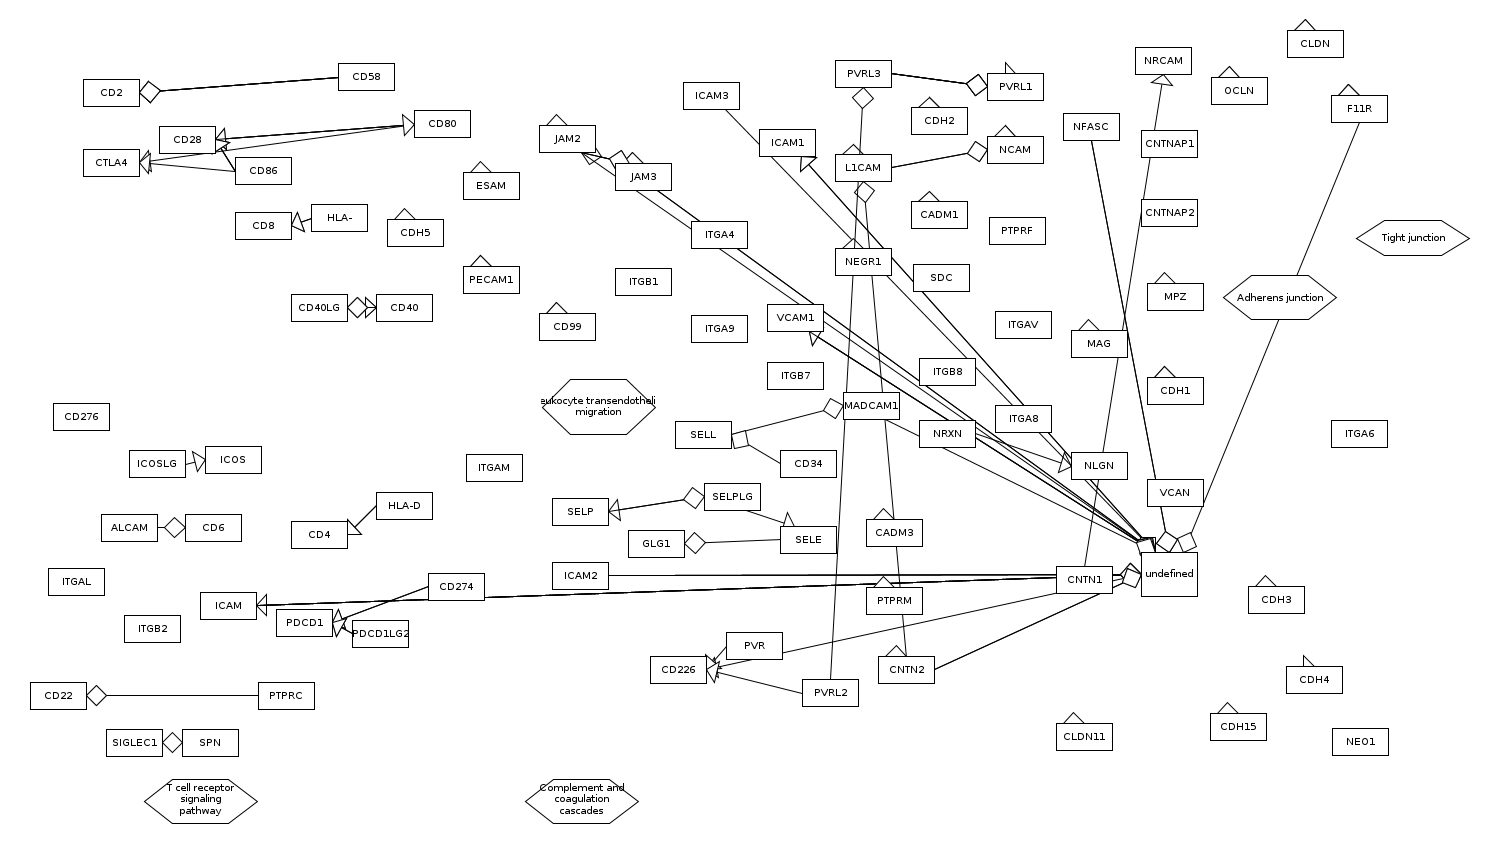 CLDN
NRCAM
PVRL3
CD58
PVRL1
OCLN
CD2
ICAM3
F11R
CD80
CDH2
NFASC
CD28
JAM2
ICAM1
CNTNAP1
NCAM
CTLA4
L1CAM
CD86
JAM3
ESAM
CNTNAP2
CADM1
HLA-
CD8
CDH5
PTPRF
ITGA4
Tight junction
NEGR1
SDC
PECAM1
ITGB1
MPZ
Adherens junction
CD40LG
CD40
VCAM1
ITGAV
CD99
ITGA9
MAG
ITGB7
ITGB8
CDH1
eukocyte transendotheli
migration
MADCAM1
CD276
ITGA8
SELL
NRXN
ITGA6
ICOSLG
ICOS
ITGAM
CD34
NLGN
VCAN
SELPLG
HLA-D
SELP
ALCAM
CD6
CD4
CADM3
GLG1
SELE
ITGAL
ICAM2
CNTN1
undefined
CD274
ICAM
PTPRM
CDH3
ITGB2
PDCD1
PDCD1LG2
PVR
CD226
CNTN2
CD22
PTPRC
PVRL2
CDH4
CDH15
CLDN11
NEO1
SIGLEC1
SPN
T cell receptor
signaling
pathway
Complement and
coagulation
cascades